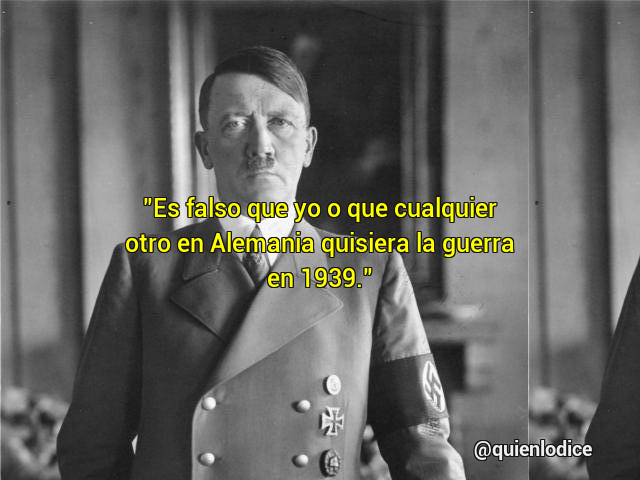 "Es falso que yo o que cualquier
otro en Alemania quisiera la guerra
en 1939."
@quienlodice